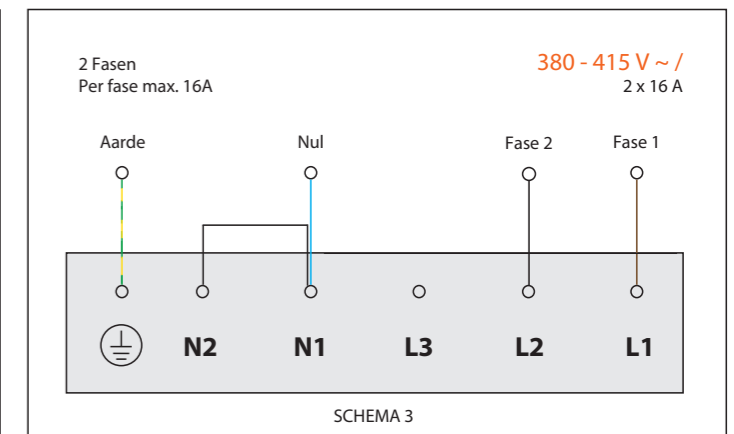 2 Fasen
380 - 415 V ~ /
Per fase max. 16A
2 x 16 A
Aarde
Nul
Fase 2
Fase 1
N2
N1
L3
L2
L1
SCHEMA 3